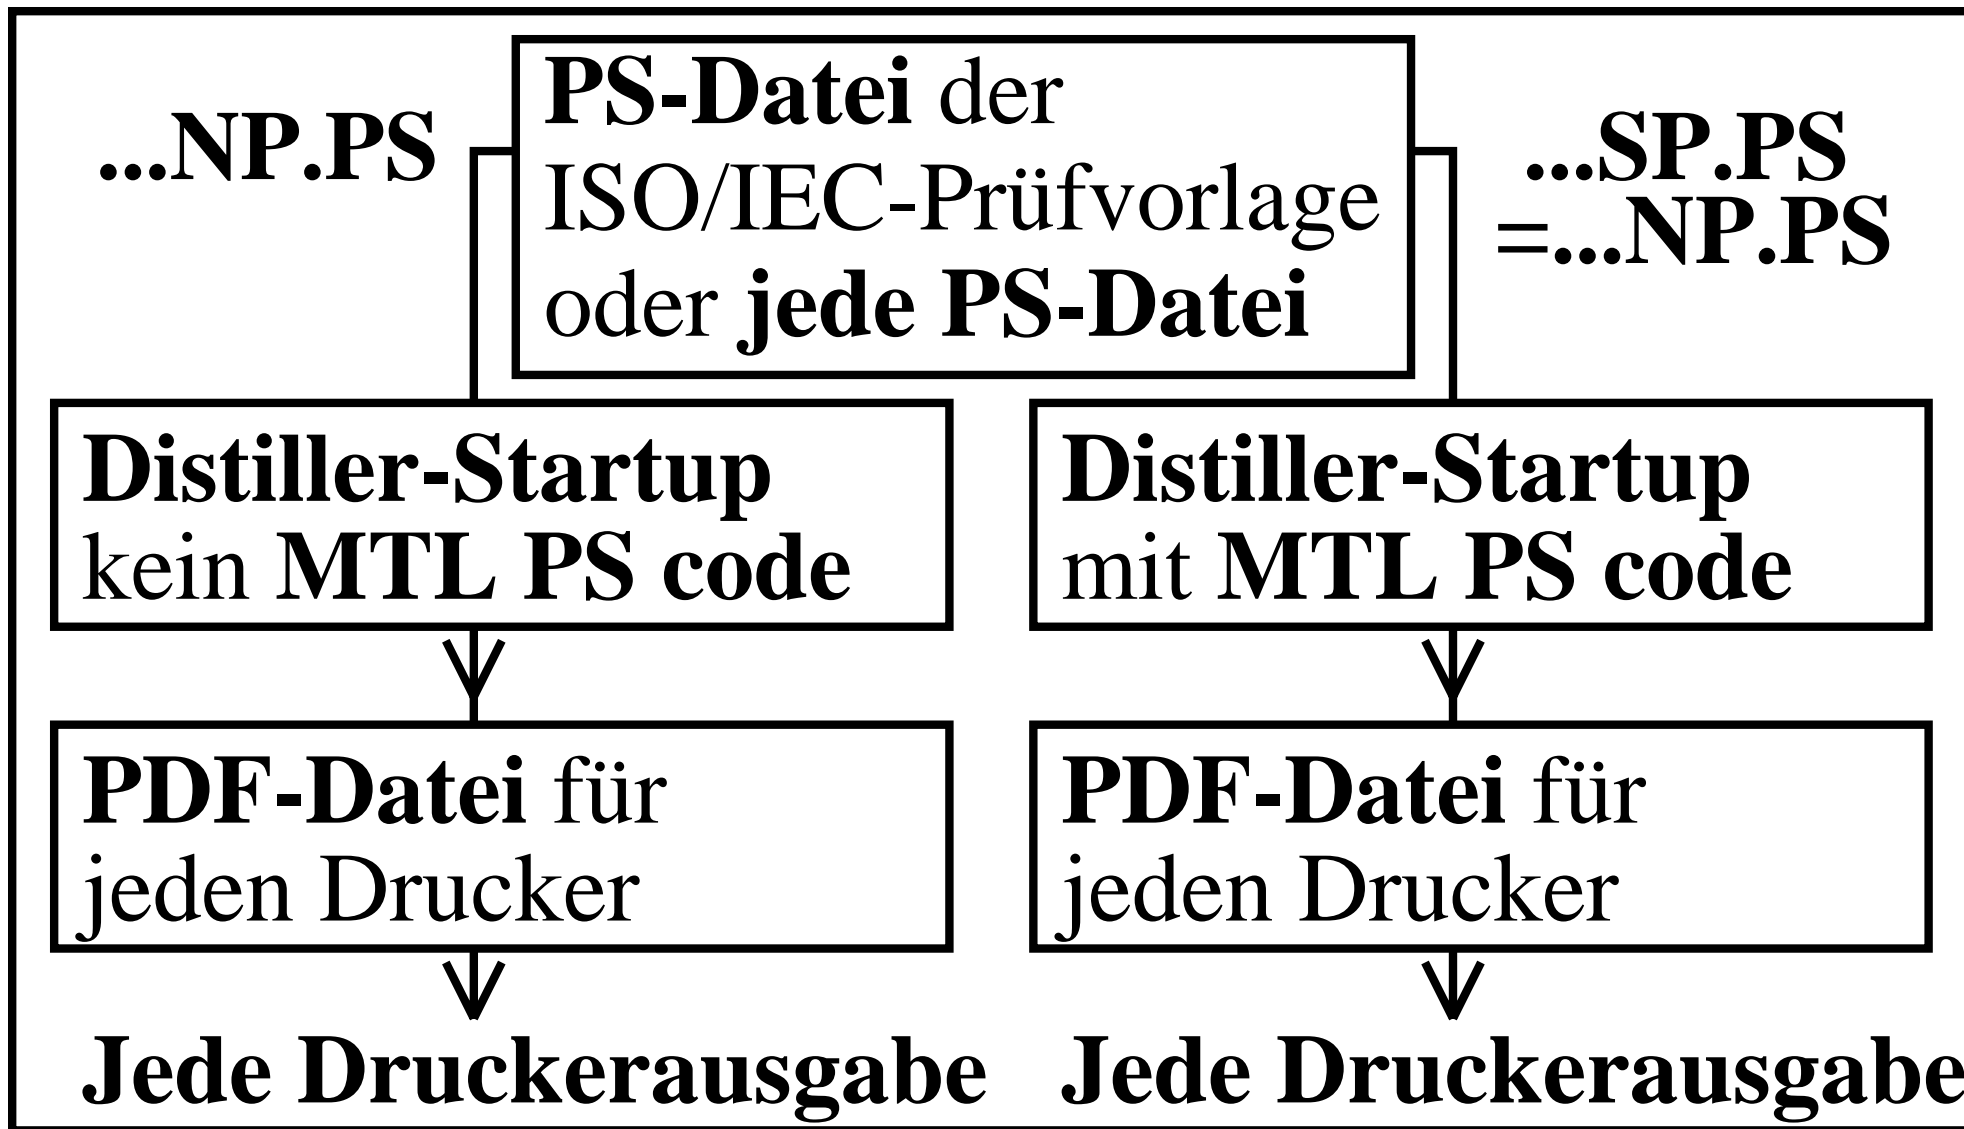 PS-Datei der
ISO/IEC-Prüfvorlage
oder jede PS-Datei
...NP.PS
...SP.PS
=...NP.PS
Distiller-Startup
kein MTL PS code
Distiller-Startup
mit MTL PS code
PDF-Datei für
jeden Drucker
PDF-Datei für
jeden Drucker
Jede Druckerausgabe
Jede Druckerausgabe